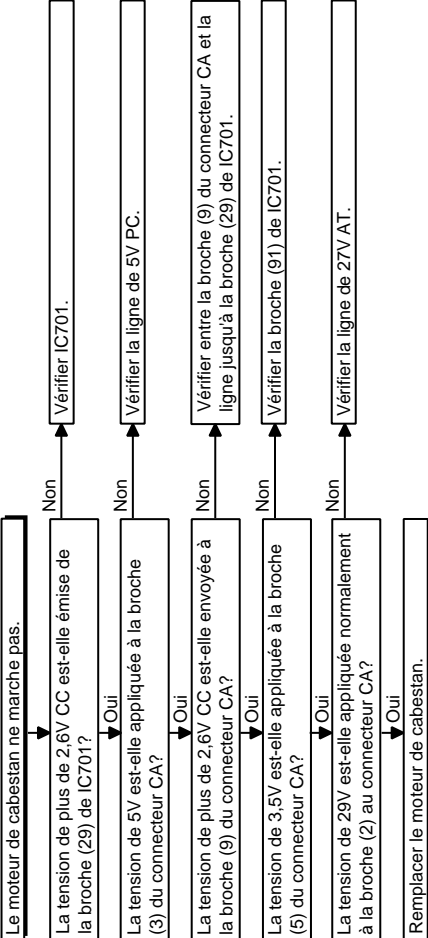 Le moteur de cabestan ne marche pas.
La tension de plus de 2,6V CC est-elle émise de
la broche (29) de IC701?
Non
Vérifier IC701.
Oui
La tension de 5V est-elle appliquée à la broche
(3) du connecteur CA?
Non
Vérifier la ligne de 5V PC.
Oui
La tension de plus de 2,6V CC est-elle envoyée à
la broche (9) du connecteur CA?
Non
Vérifier entre la broche (9) du connecteur CA et la
ligne jusqu'à la broche (29) de IC701.
Oui
La tension de 3,5V est-elle appliquée à la broche
(5) du connecteur CA?
Non
Vérifier la broche (91) de IC701.
Oui
La tension de 29V est-elle appliquée normalement
à la broche (2) au connecteur CA?
Non
Vérifier la ligne de 27V AT.
Oui
Remplacer le moteur de cabestan.